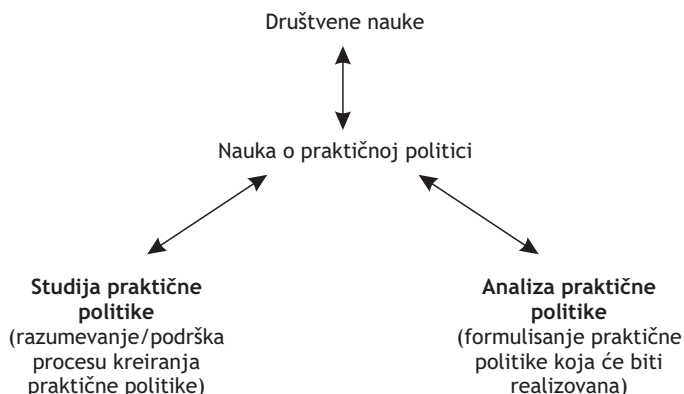 Društvene nauke
Nauka o praktičnoj politici
Studija praktične
politike
(razumevanje/podrška
procesu kreiranja
praktične politike)
Analiza praktične
politike
(formulisanje praktične
politike koja će biti
realizovana)